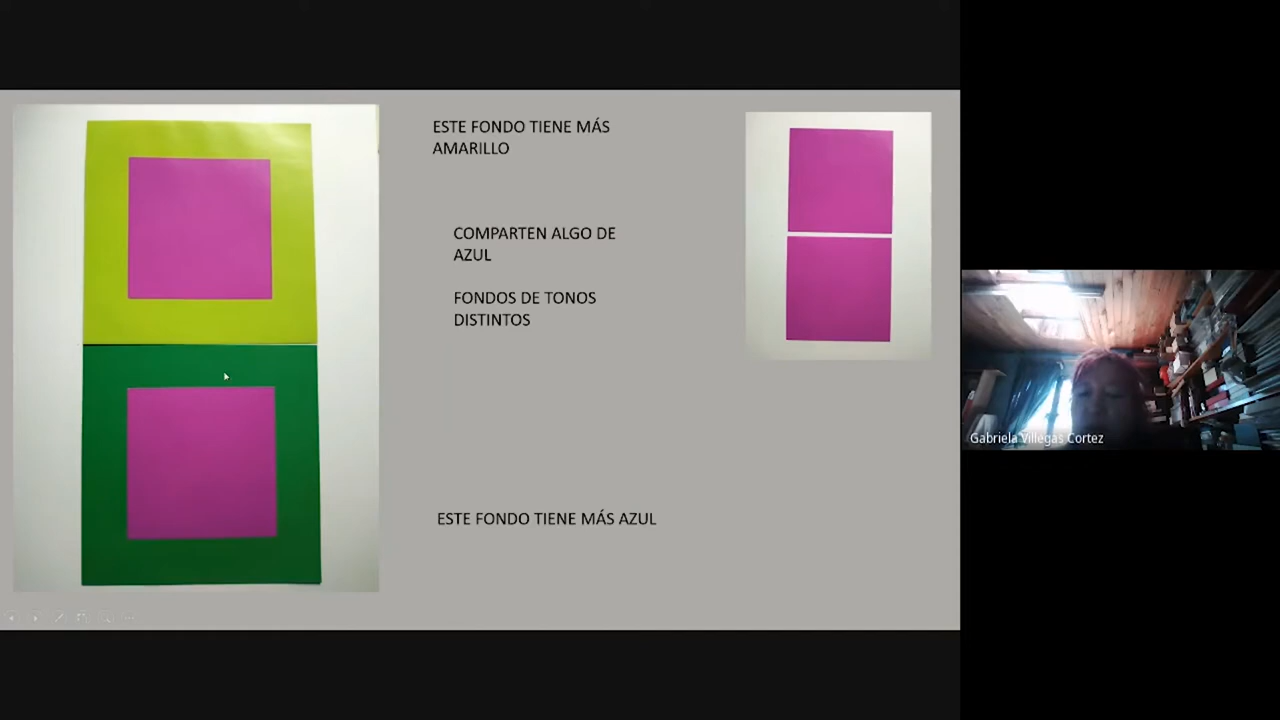 ESTE FONDO TIENE MÁS
AMARILLO
COMPARTEN ALGO DE
AZUL
FONDOS DE TONOS
DISTINTOS
ESTE FONDO TIENE MÁS AZUL
Gabriela Villegas Cortez